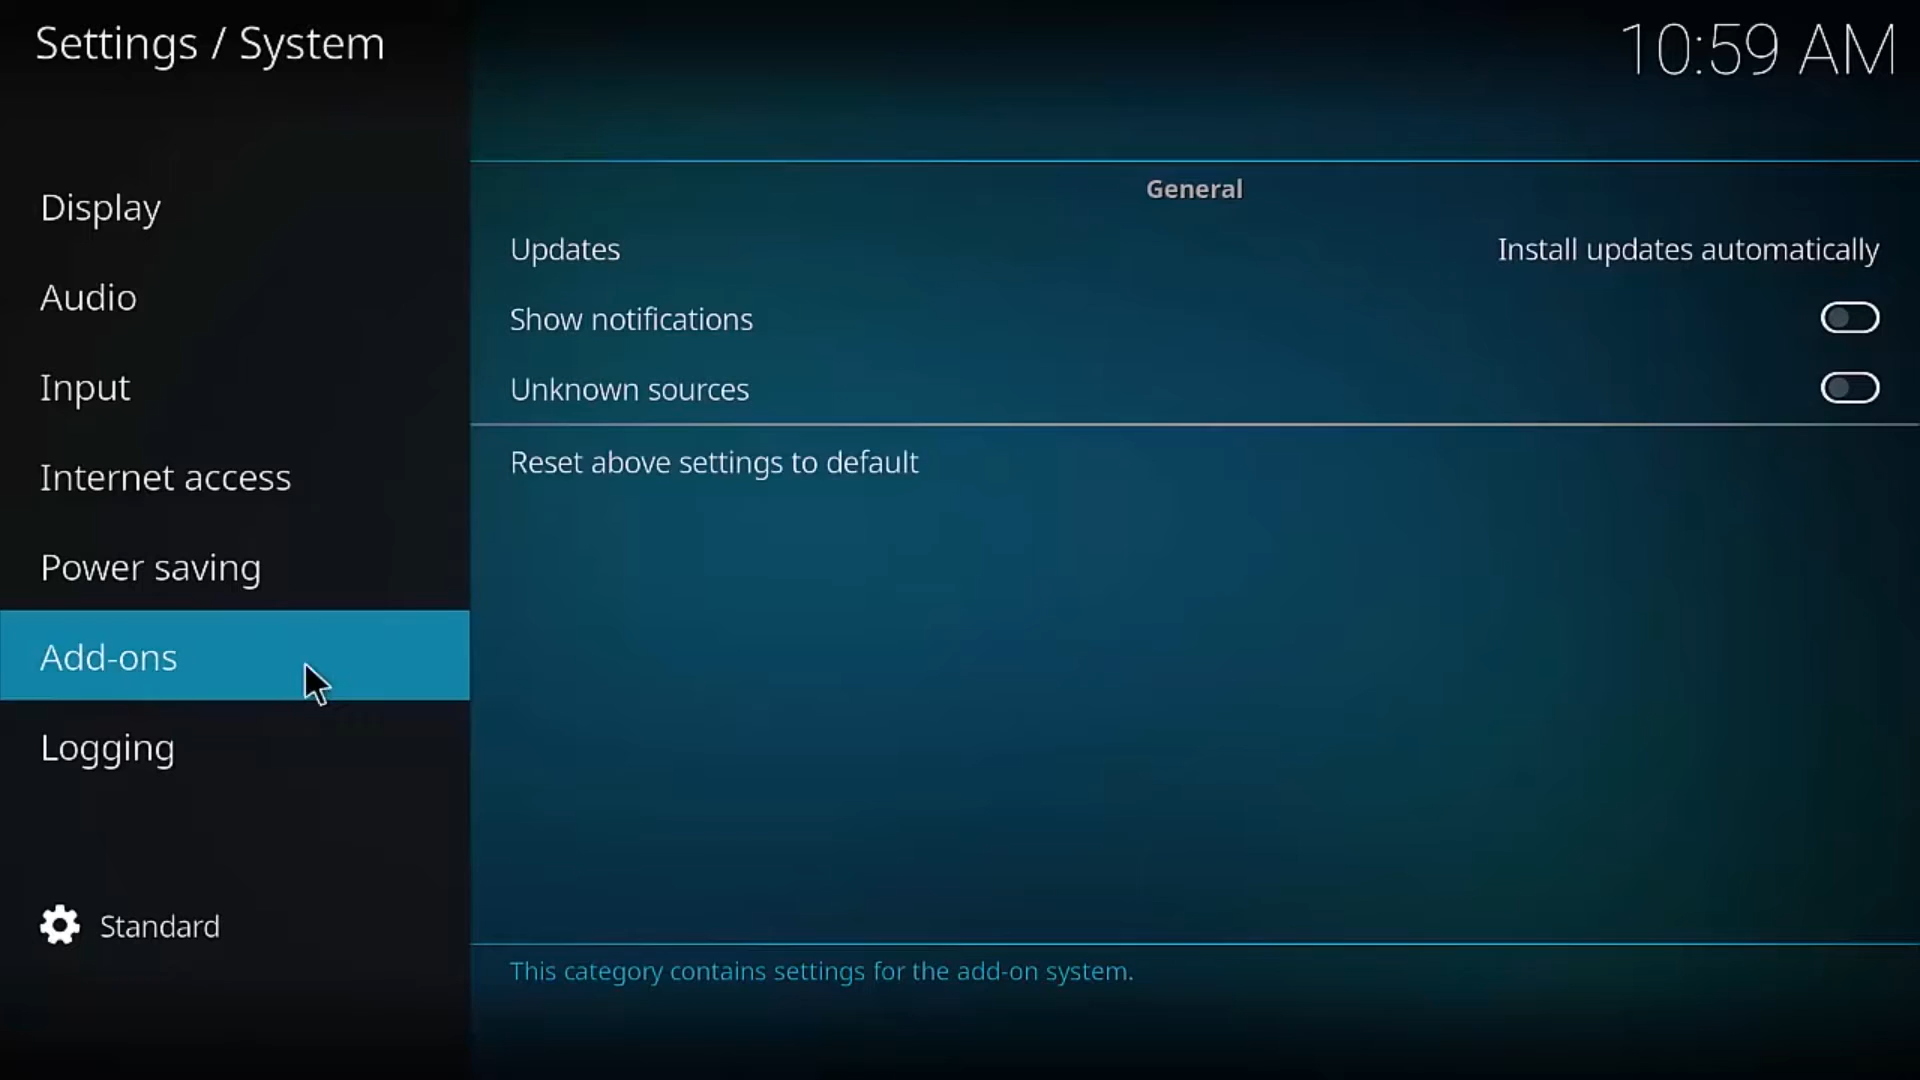 Settings / System
10:59 AM
Display
Audio
Input
Internet access
Power saving
Add-ons
Logging
Standard
General
Updates Install updates automatically
Show notifications
Unknown sources
Reset above settings to default
This category contains settings for the add-on system.